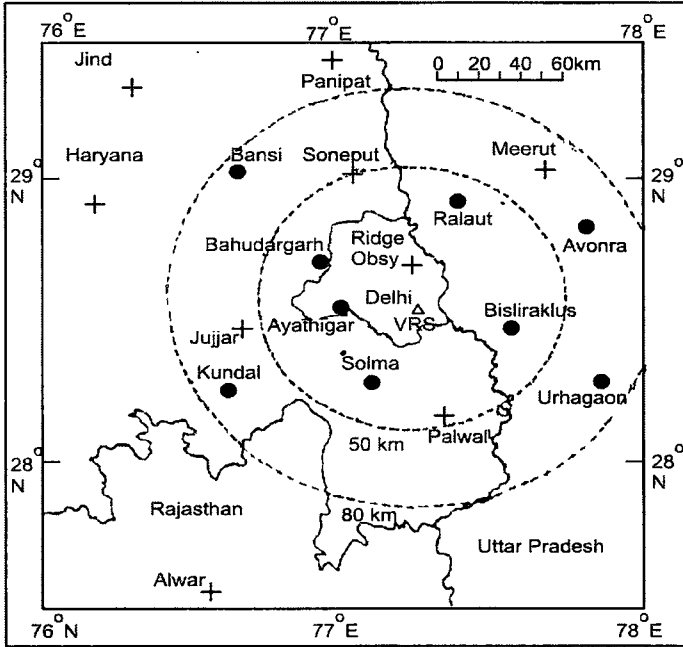 76°E
77°E
78°E
Jind
Panipat
0 20 40 60km
Haryana
Bansi
Soneput
Meerut
29°
N
29°
N
Ralaut
Avonra
Bahudargarh
Ridge
Obsy
Delhi
VRS
Bisliraklus
Ayathigar
Jujjar
Kundal
Solma
Urhagaon
Palwal
50 km
28°
N
28°
N
Rajasthan
80 km
Uttar Pradesh
Alwar
76°N
77°E
78°E